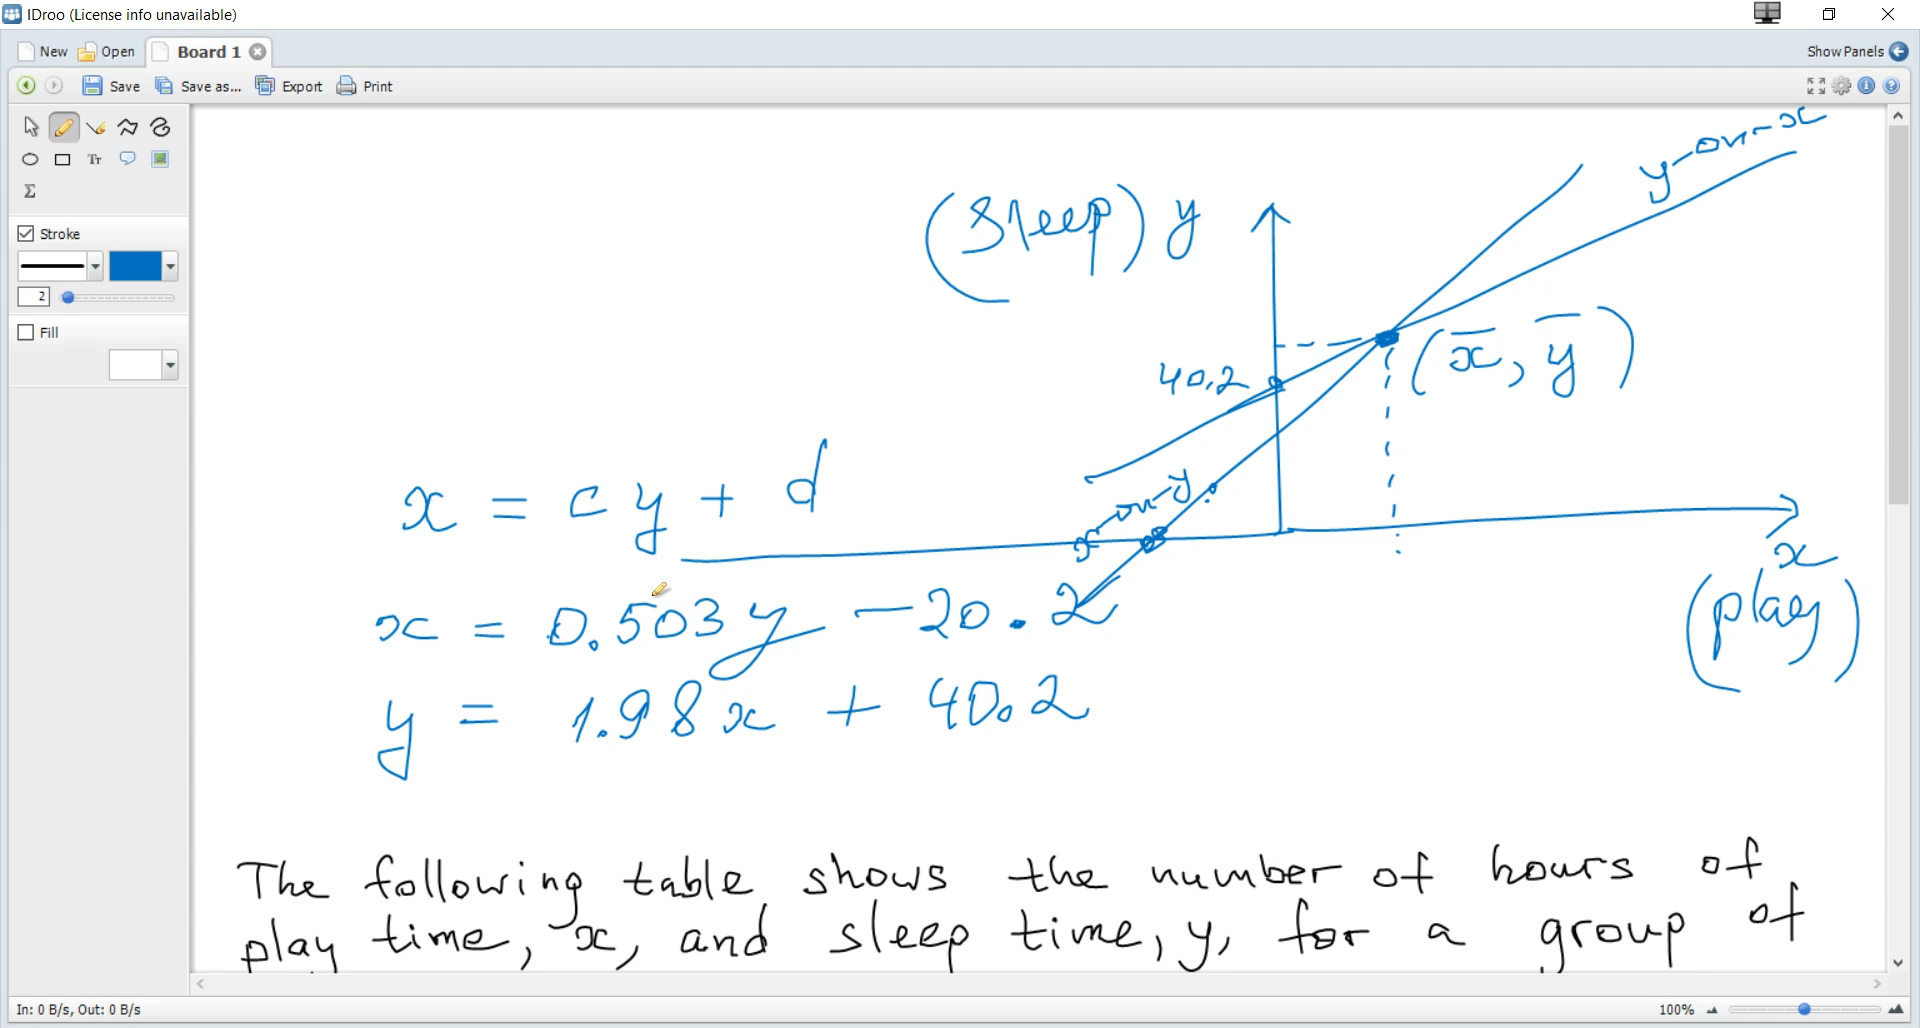 IDroo (License info unavailable)
New Open Board 1 Show Panels
Save Save as... Export Print
Tt
Σ
Stroke
2
Fill
y-on-x
(Sleep) y
(x̄, ȳ)
40.2
x = cy + d
x-on-y
x
(play)
x = 0.503y - 20.2
y = 1.98x + 40.2
The following table shows the number of hours of
play time, x, and sleep time, y, for a group of
In: 0 B/s, Out: 0 B/s 100%